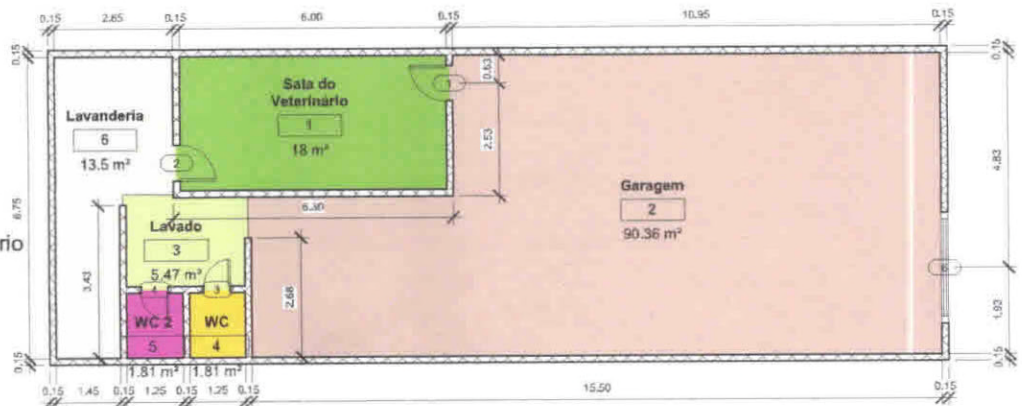 0.15 2.65 0.15 6.00 0.15 10.95 0.15
0.15 0.15
Sala do
Veterinário
1
18 m²
1
0.53
2.53
Lavanderia
6
13.5 m²
2
4.83
Garagem
2
90.36 m²
6.75
6.30
Lavado
3
5.47 m²
rio
3.43
2.68
6
1.92
4 3
WC 2 WC
5 4
1.81 m² 1.81 m²
0.15 0.15
0.15 1.45 0.15 1.25 0.15 1.25 0.15 15.50 0.15